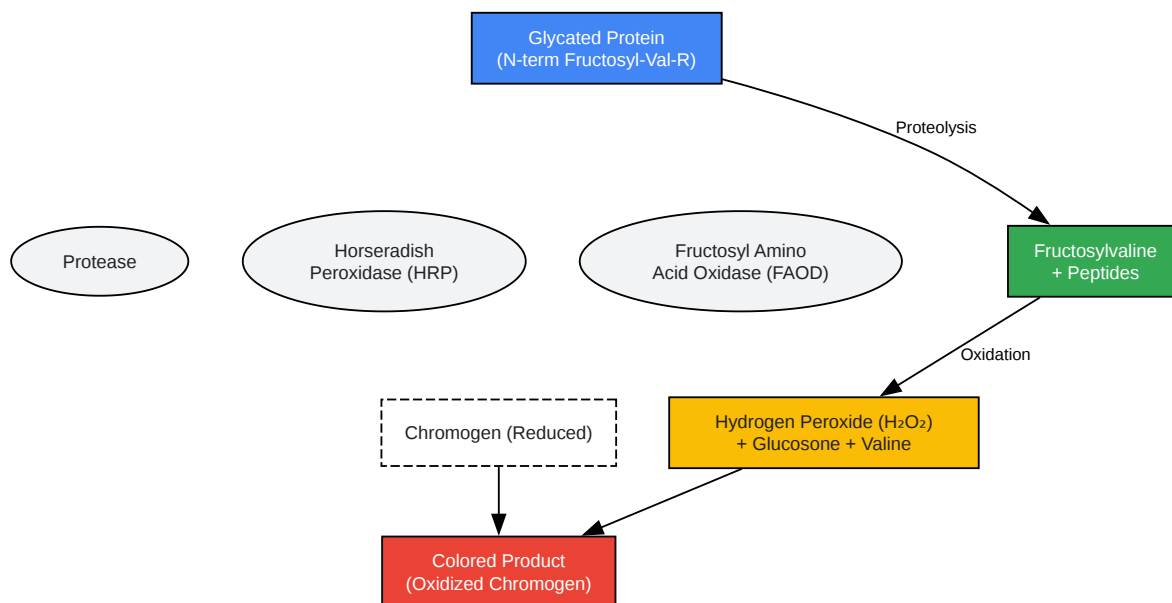 Glycated Protein
(N-term Fructosyl-Val-R)
Proteolysis
Protease
Horseradish
Peroxidase (HRP)
Fructosyl Amino
Acid Oxidase (FAOD)
Fructosylvaline
+ Peptides
Oxidation
Chromogen (Reduced)
Hydrogen Peroxide (H₂O₂)
+ Glucosone + Valine
Colored Product
(Oxidized Chromogen)